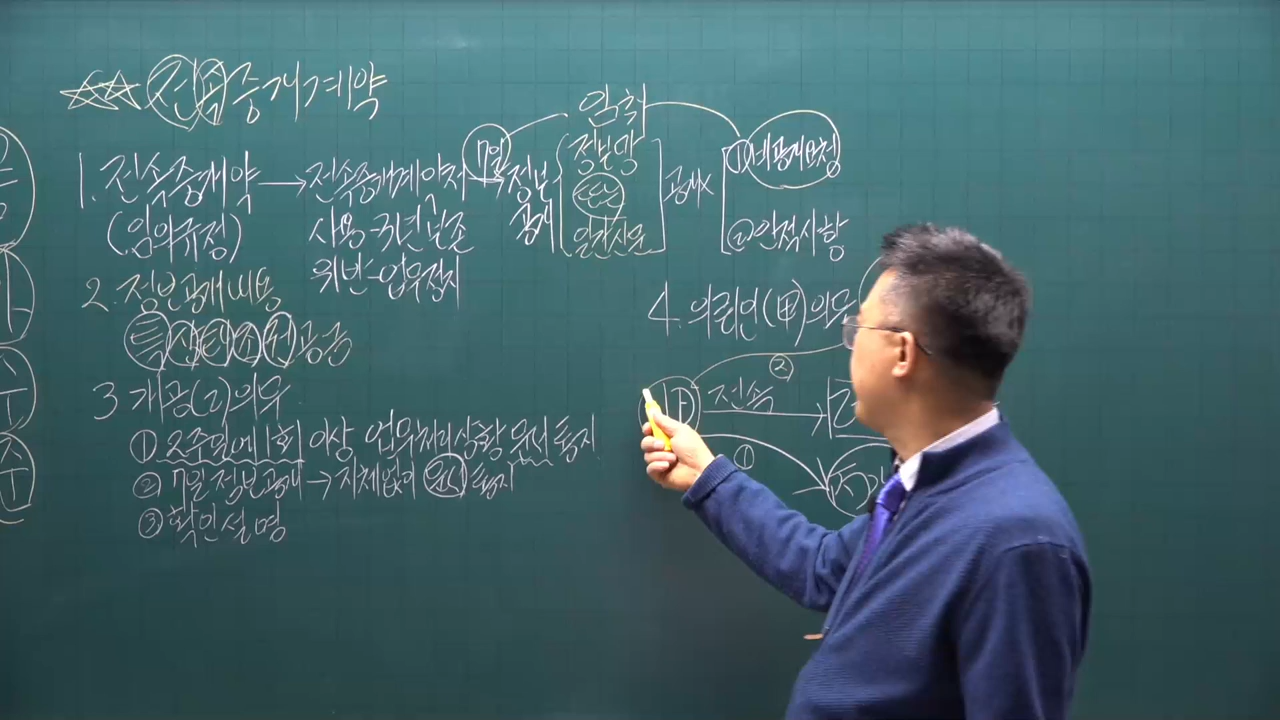 ☆☆ 전속중개계약
1. 전속중개계약 → 전속중개계약서
(임의규정) 사용 - 3년 보존
위반 - 업무정지
7일
정보
공개
정보망
또는
일간신문
공개×
① 비공개요청
② 인적사항
2. 정보공개내용
공금
3 개공(乙)의무
① 2주일에 1회 이상 업무처리상황 문서 통지
② 7일 정보공개 → 지체없이 문서 통지
③ 확인설명
4. 의뢰인(甲)의무
전속
②
①